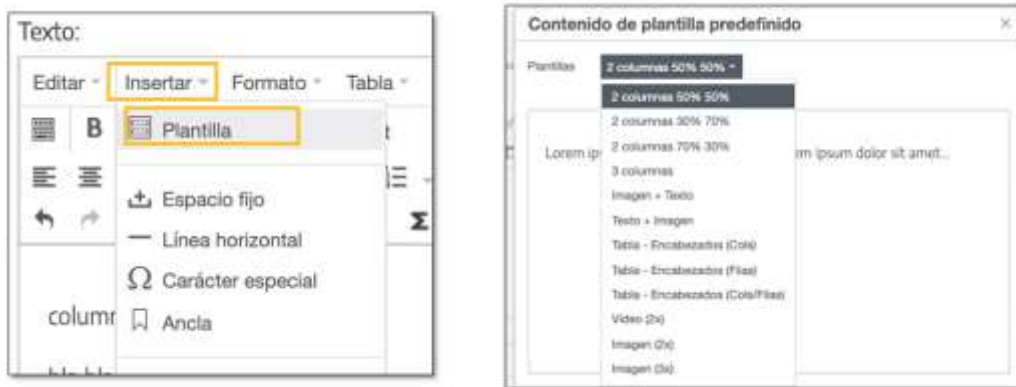 Texto:
Editar Insertar Formato Tabla
B Plantilla
Espacio fijo
Línea horizontal
Ω Carácter especial
Σ
Ancla
column
Contenido de plantilla predefinido ×
Plantillas 2 columnas 50% 50%
2 columnas 50% 50%
2 columnas 30% 70%
2 columnas 70% 30%
3 columnas
Imagen + Texto
Texto + Imagen
Tabla - Encabezados (Cols)
Tabla - Encabezados (Filas)
Tabla - Encabezados (Cols/Filas)
Vídeo (2x)
Imagen (2x)
Imagen (3x)
Lorem ip
m ipsum dolor sit amet...